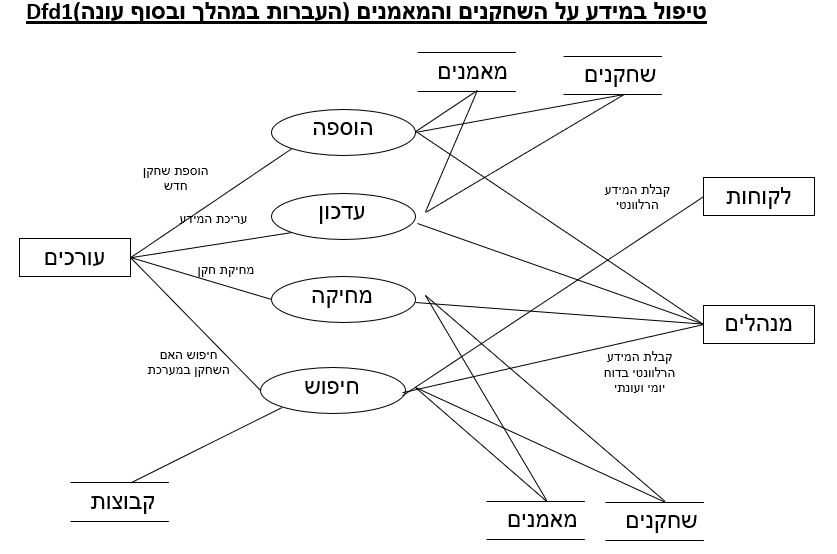 טיפול במידע על השחקנים והמאמנים (העברות במהלך ובסוף עונה)Dfd1
מאמנים
שחקנים
הוספה
הוספת שחקן
חדש
לקוחות
קבלת המידע
הרלוונטי
עדכון
עריכת המידע
עורכים
מחיקת חקן
מחיקה
מנהלים
חיפוש האם
השחקן במערכת
קבלת המידע
הרלוונטי בדוח
יומי ועונתי
חיפוש
קבוצות
מאמנים
שחקנים